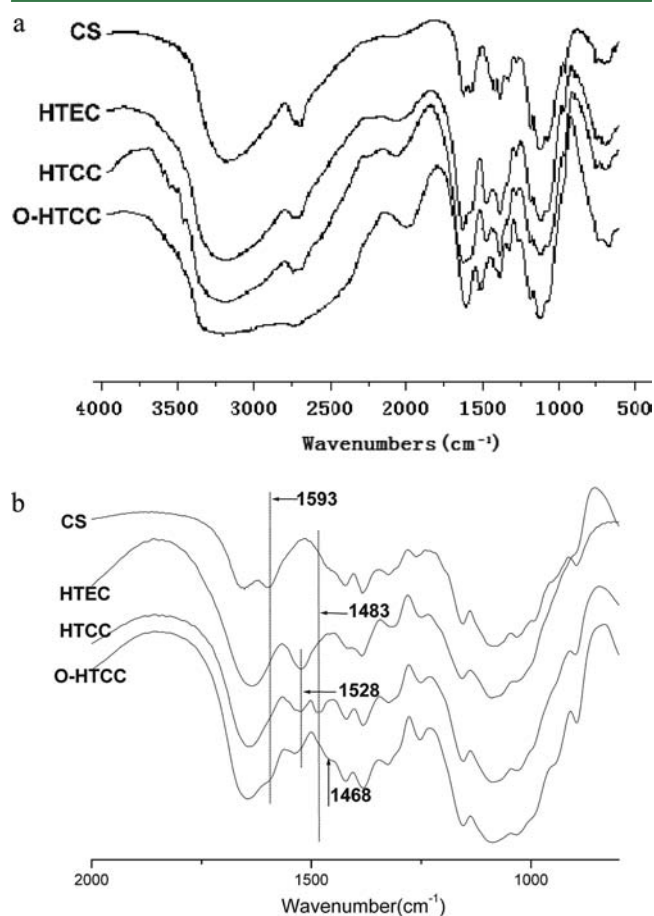 a
CS
HTEC
HTCC
O-HTCC
4000 3500 3000 2500 2000 1500 1000 500
Wavenumbers (cm⁻¹)
b
1593
CS
HTEC
1483
HTCC
O-HTCC
1528
1468
2000 1500 1000
Wavenumber(cm⁻¹)